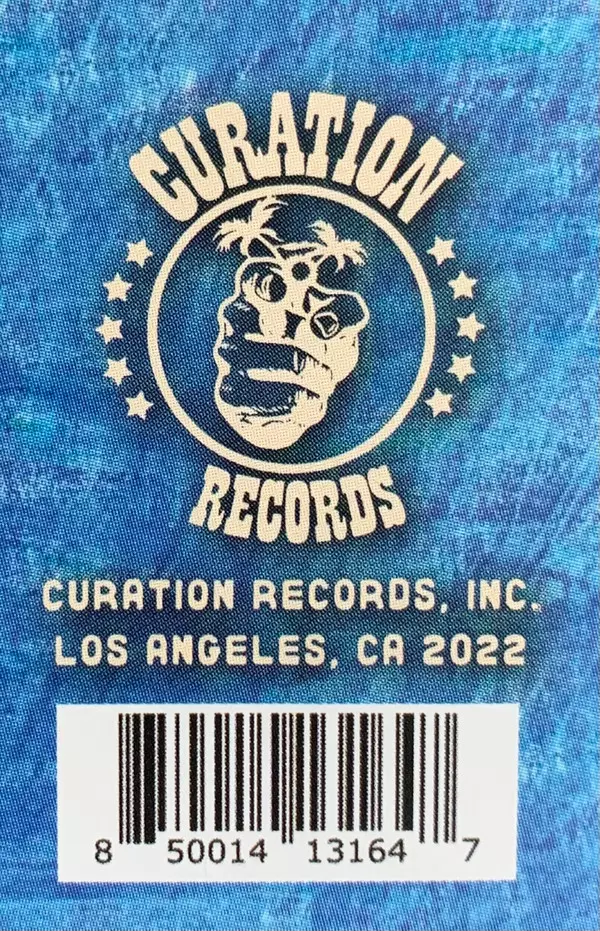 CURATION
RECORDS
CURATION RECORDS, INC.
LOS ANGELES, CA 2022
8 50014 13164 7